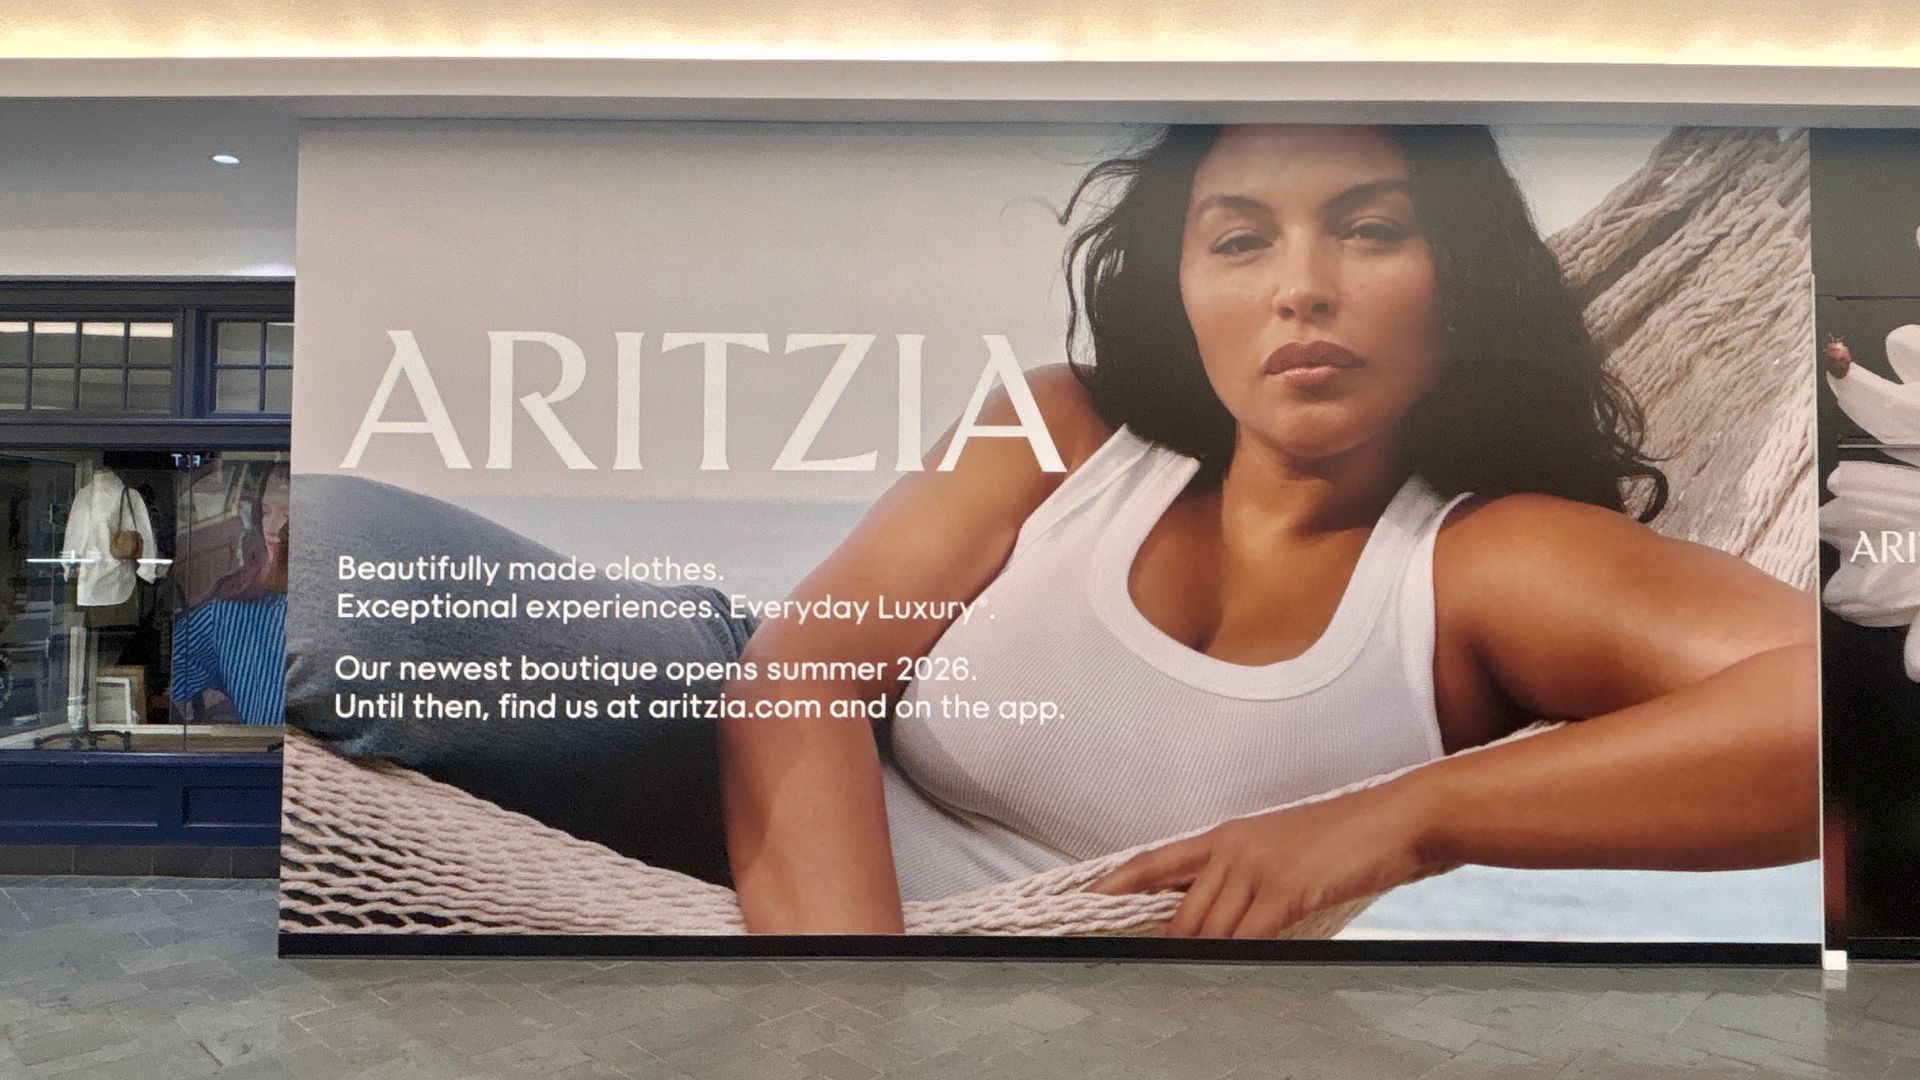 ARITZIA
Beautifully made clothes.
Exceptional experiences. Everyday Luxury®.
Our newest boutique opens summer 2026.
Until then, find us at aritzia.com and on the app.
ARI